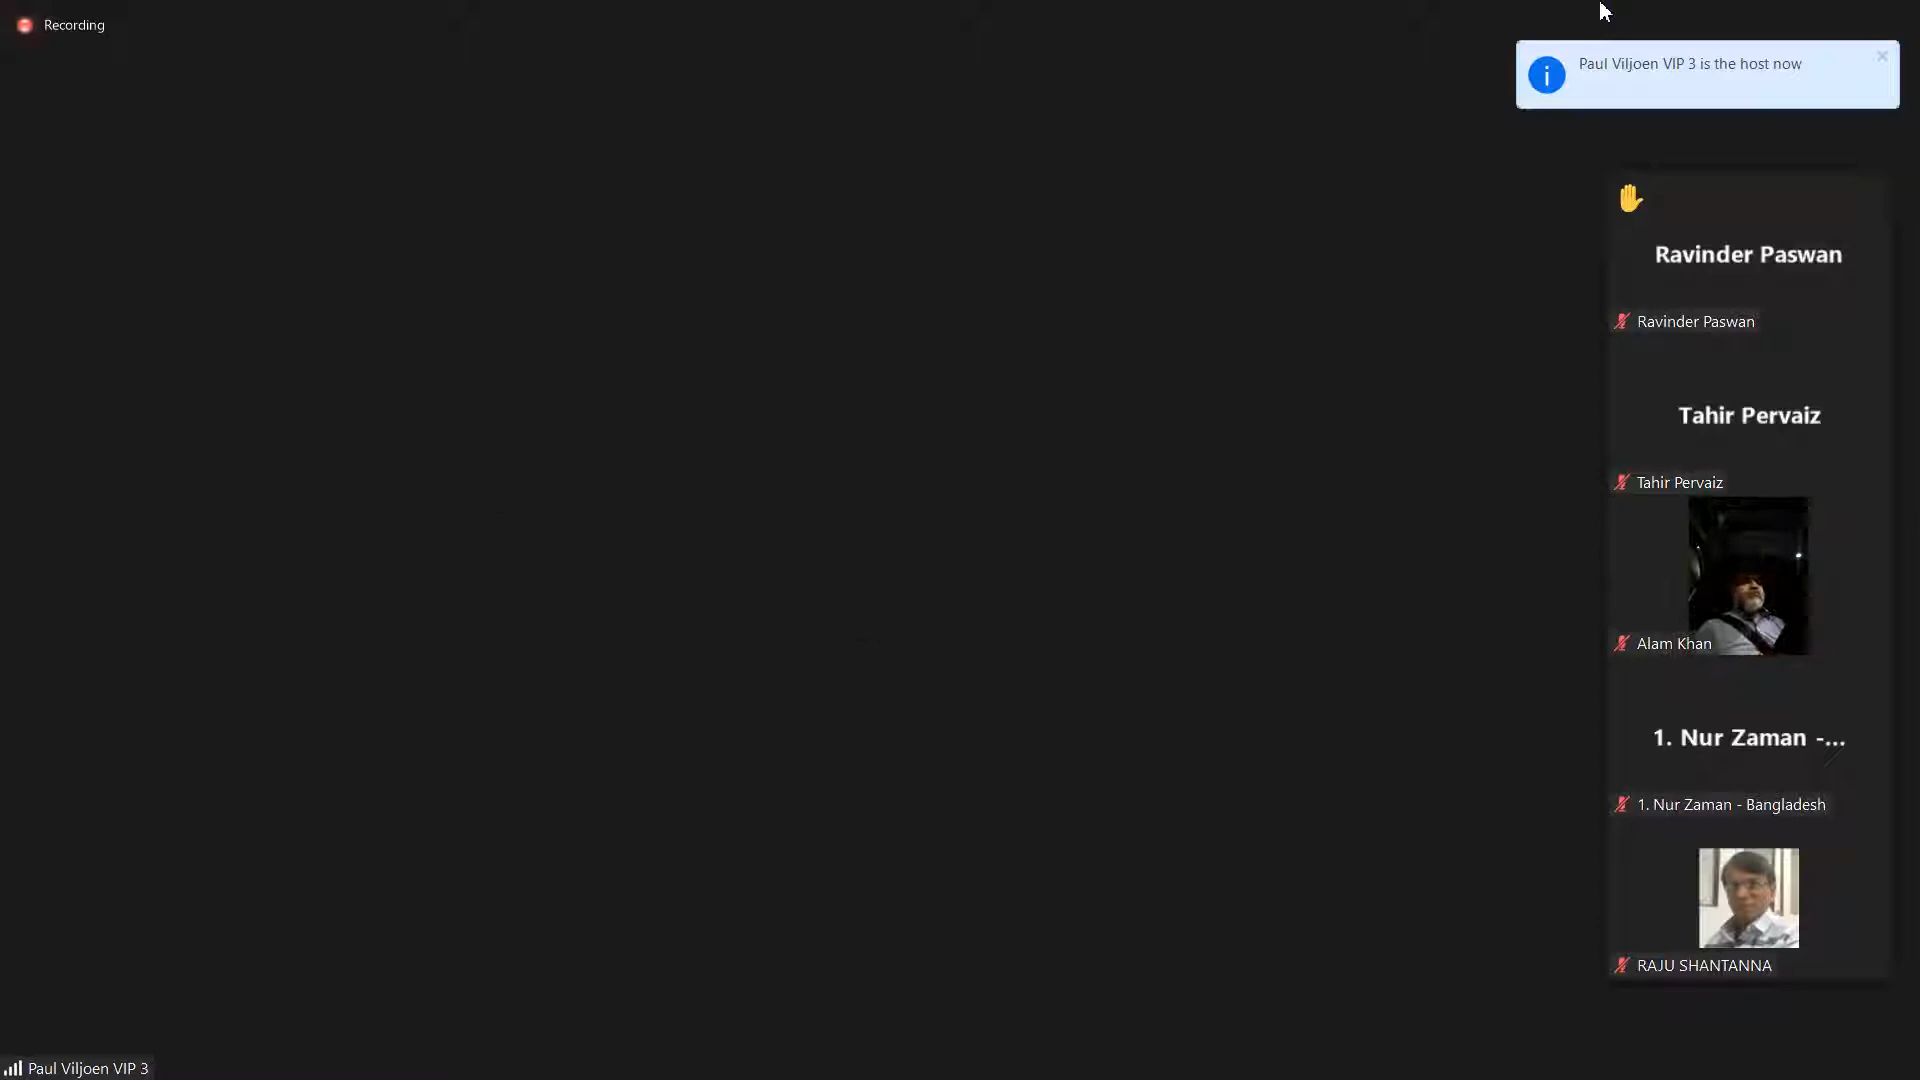 Recording
Paul Viljoen VIP 3 is the host now
Ravinder Paswan
Ravinder Paswan
Tahir Pervaiz
Tahir Pervaiz
Alam Khan
1. Nur Zaman -...
1. Nur Zaman - Bangladesh
RAJU SHANTANNA
Paul Viljoen VIP 3